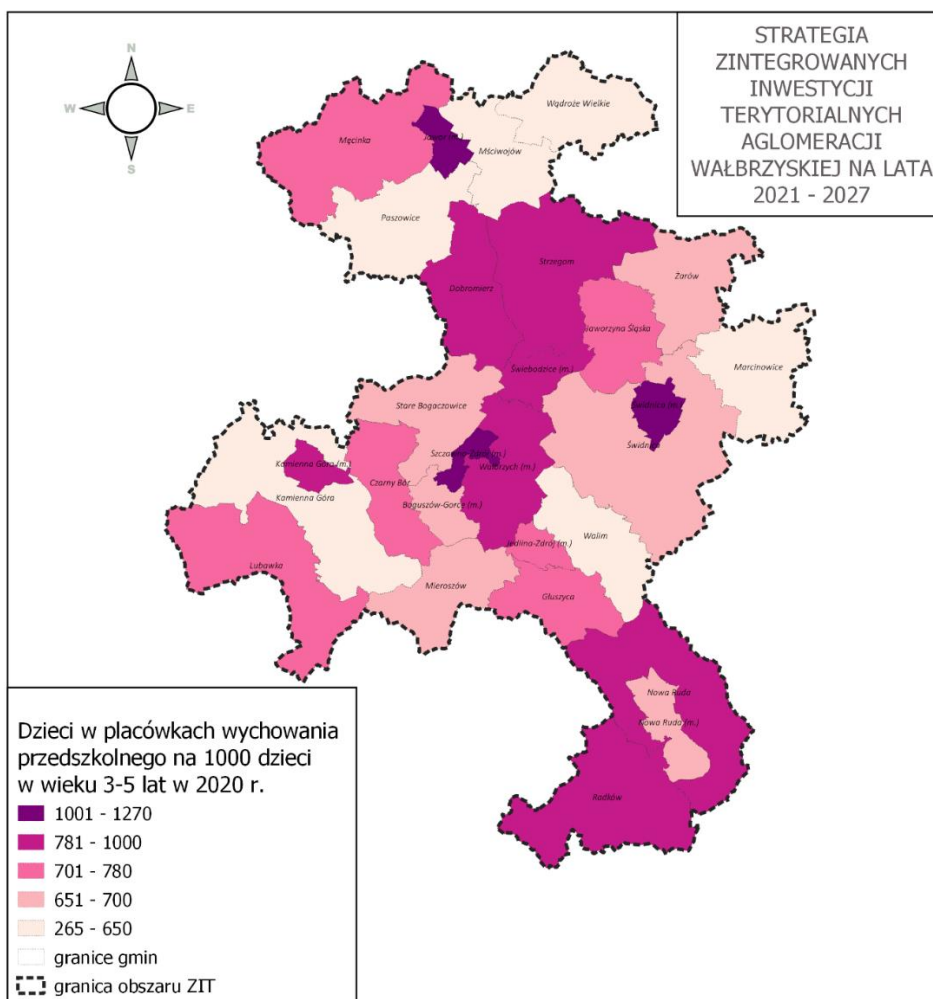 STRATEGIA
ZINTEGROWANYCH
INWESTYCJI
TERYTORIALNYCH
AGLOMERACJI
WAŁBRZYSKIEJ NA LATA
2021 - 2027
N
W
E
S
Wądroże Wielkie
Męcinka
Mściwojów
Paszowice
Strzegom
Dobromierz
Żarów
Jaworzyna Śląska
Świebodzice (m.)
Marcinowice
Stare Bogaczowice
Świdnica (m.)
Świdnica
Szczawno-Zdrój (m.)
Kamienna Góra (m.)
Wałbrzych (m.)
Czarny Bór
Kamienna Góra
Boguszów-Gorce (m.)
Walim
Jedlina-Zdrój (m.)
Lubawka
Mieroszów
Głuszyca
Nowa Ruda
Nowa Ruda (m.)
Radków
Dzieci w placówkach wychowania
przedszkolnego na 1000 dzieci
w wieku 3-5 lat w 2020 r.
1001 - 1270
781 - 1000
701 - 780
651 - 700
265 - 650
granice gmin
granica obszaru ZIT